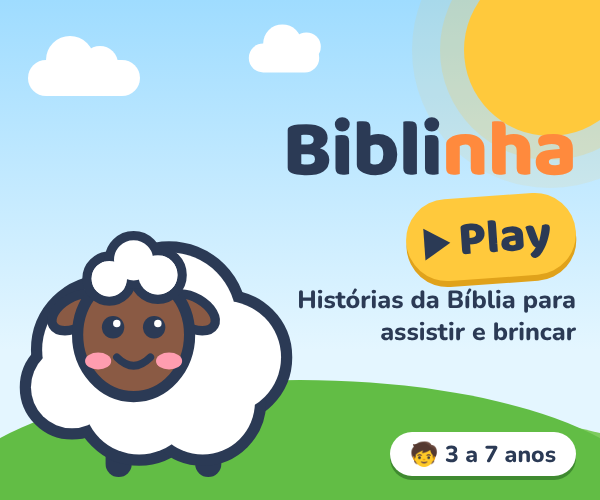 Biblinha
Play
Histórias da Bíblia para
assistir e brincar
3 a 7 anos